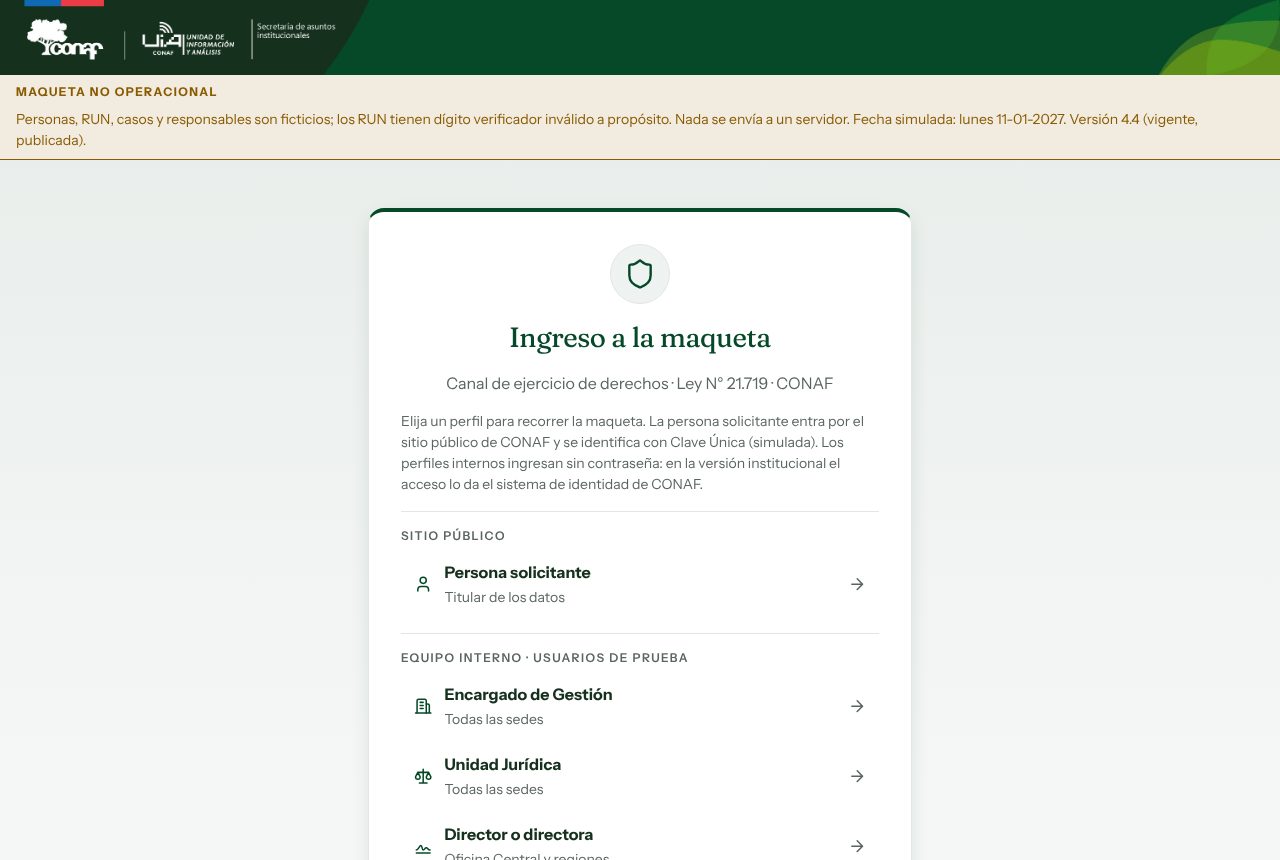 conaf
UiA
CONAF
UNIDAD DE
INFORMACIÓN
Y ANÁLISIS
Secretaría de asuntos
institucionales
MAQUETA NO OPERACIONAL
Personas, RUN, casos y responsables son ficticios; los RUN tienen dígito verificador inválido a propósito. Nada se envía a un servidor. Fecha simulada: lunes 11-01-2027. Versión 4.4 (vigente,
publicada).
Ingreso a la maqueta
Canal de ejercicio de derechos · Ley N° 21.719 · CONAF
Elija un perfil para recorrer la maqueta. La persona solicitante entra por el
sitio público de CONAF y se identifica con Clave Única (simulada). Los
perfiles internos ingresan sin contraseña: en la versión institucional el
acceso lo da el sistema de identidad de CONAF.
SITIO PÚBLICO
Persona solicitante
Titular de los datos
EQUIPO INTERNO · USUARIOS DE PRUEBA
Encargado de Gestión
Todas las sedes
Unidad Jurídica
Todas las sedes
Director o directora
Oficina Central y regiones